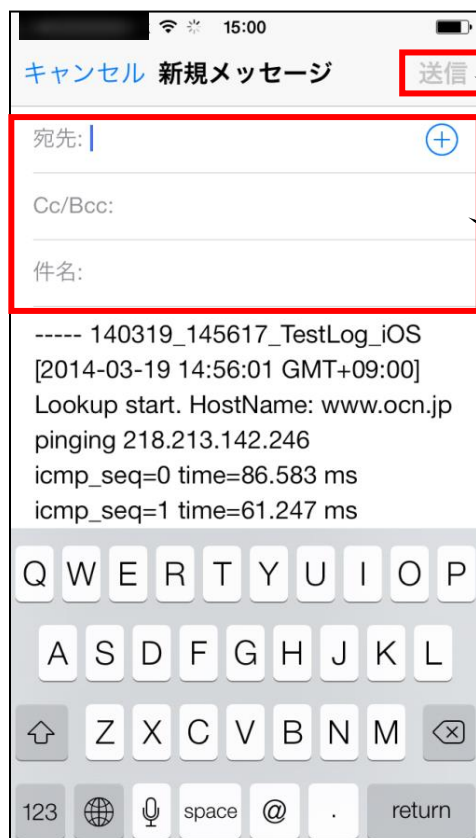 15:00
キャンセル 新規メッセージ 送信
宛先:
Cc/Bcc:
件名:
----- 140319_145617_TestLog_iOS
[2014-03-19 14:56:01 GMT+09:00]
Lookup start. HostName: www.ocn.jp
pinging 218.213.142.246
icmp_seq=0 time=86.583 ms
icmp_seq=1 time=61.247 ms
Q W E R T Y U I O P
A S D F G H J K L
Z X C V B N M
123 space @ . return